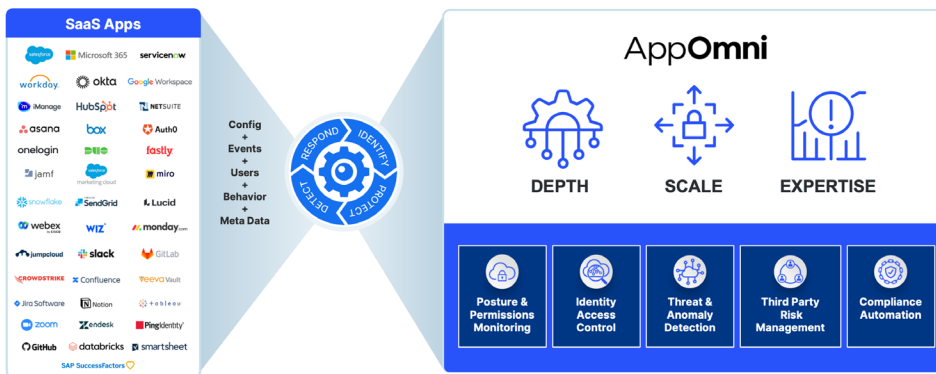 SaaS Apps
salesforce Microsoft 365 servicenow
workday. okta Google Workspace
iManage HubSpot NETSUITE
asana box Auth0
onelogin DUO fastly
jamf salesforce marketing cloud miro
snowflake SendGrid Lucid
webex by CISCO WIZ monday.com
jumpcloud slack GitLab
CROWDSTRIKE Confluence Veeva Vault
Jira Software Notion +ableau
zoom zendesk PingIdentity
GitHub databricks smartsheet
SAP SuccessFactors
Config
+
Events
+
Users
+
Behavior
+
Meta Data
RESPOND
IDENTIFY
PROTECT
DETECT
AppOmni
DEPTH
SCALE
EXPERTISE
Posture &
Permissions
Monitoring
Identity
Access
Control
Threat &
Anomaly
Detection
Third Party
Risk
Management
Compliance
Automation